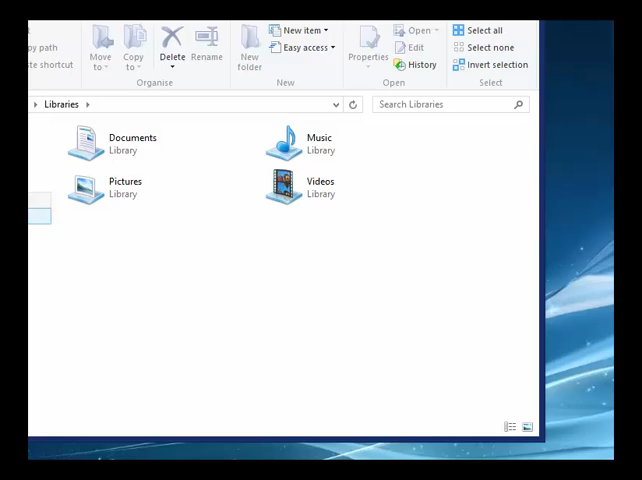 New item
Open
Select all
py path
Easy access
Edit
Select none
te shortcut
Move to
Copy to
Delete
Rename
New folder
Properties
History
Invert selection
Organise
New
Open
Select
Libraries
Search Libraries
Documents
Library
Music
Library
Pictures
Library
Videos
Library